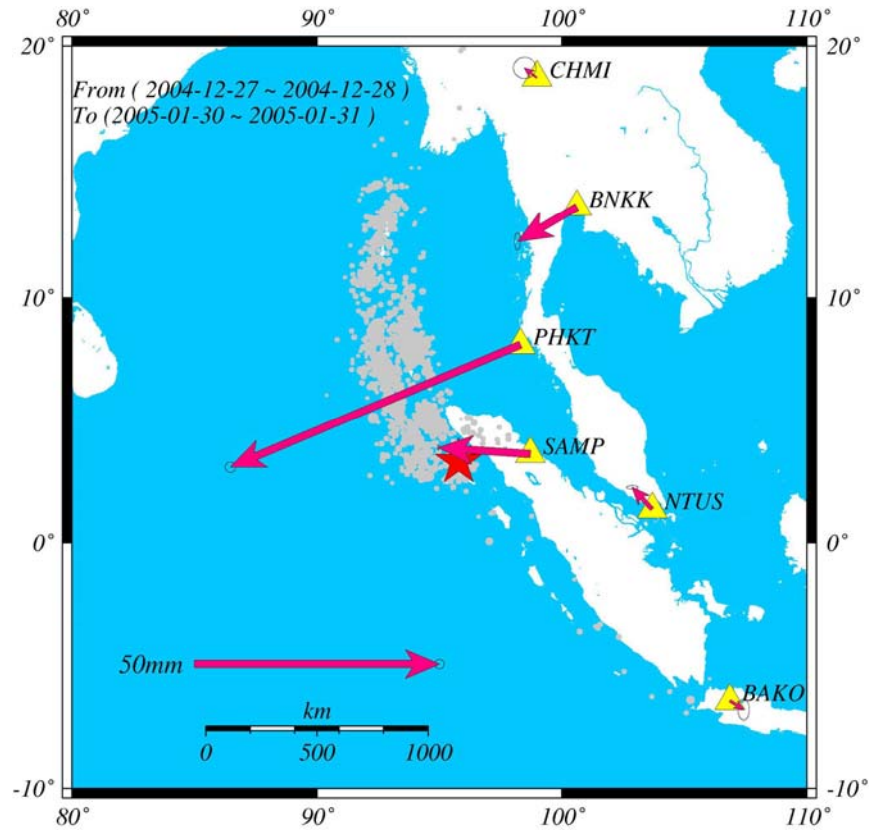 80˚ 90˚ 100˚ 110˚
20˚ 20˚
CHMI
From ( 2004-12-27 ~ 2004-12-28 )
To (2005-01-30 ~ 2005-01-31 )
BNKK
10˚ 10˚
PHKT
SAMP
NTUS
0˚ 0˚
50mm
BAKO
km
0 500 1000
-10˚ -10˚
80˚ 90˚ 100˚ 110˚